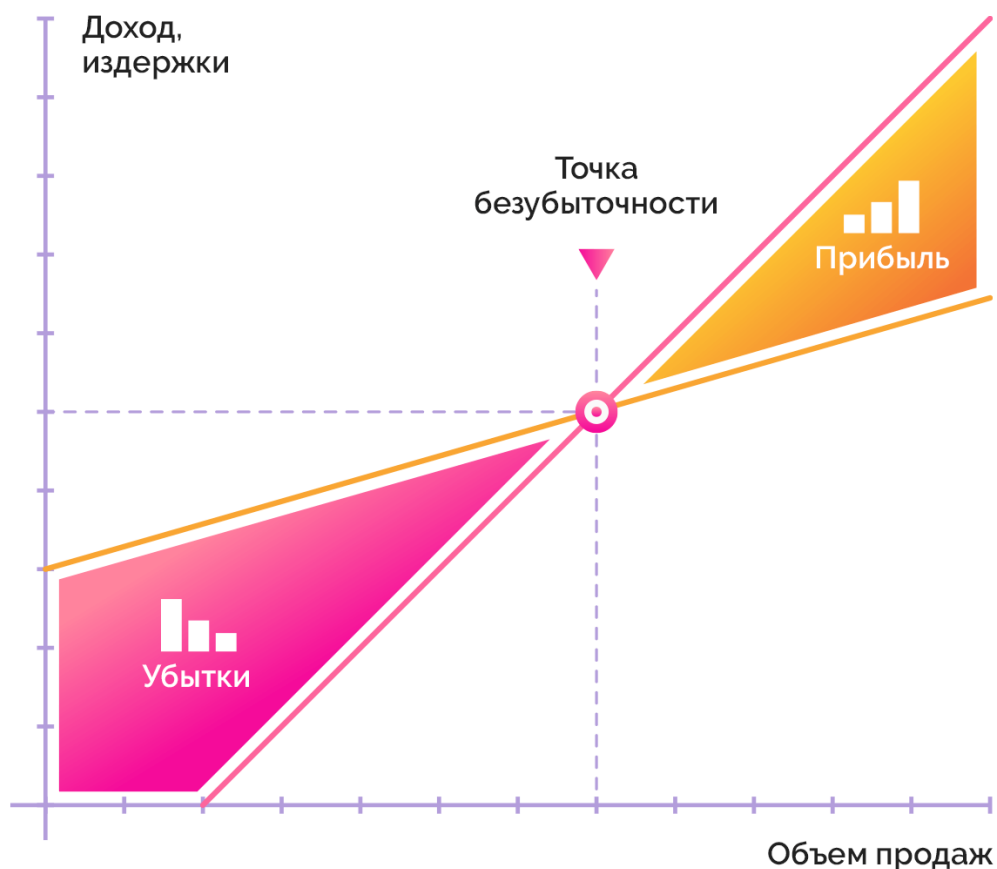 Доход,
издержки
Точка
безубыточности
Прибыль
Убытки
Объем продаж